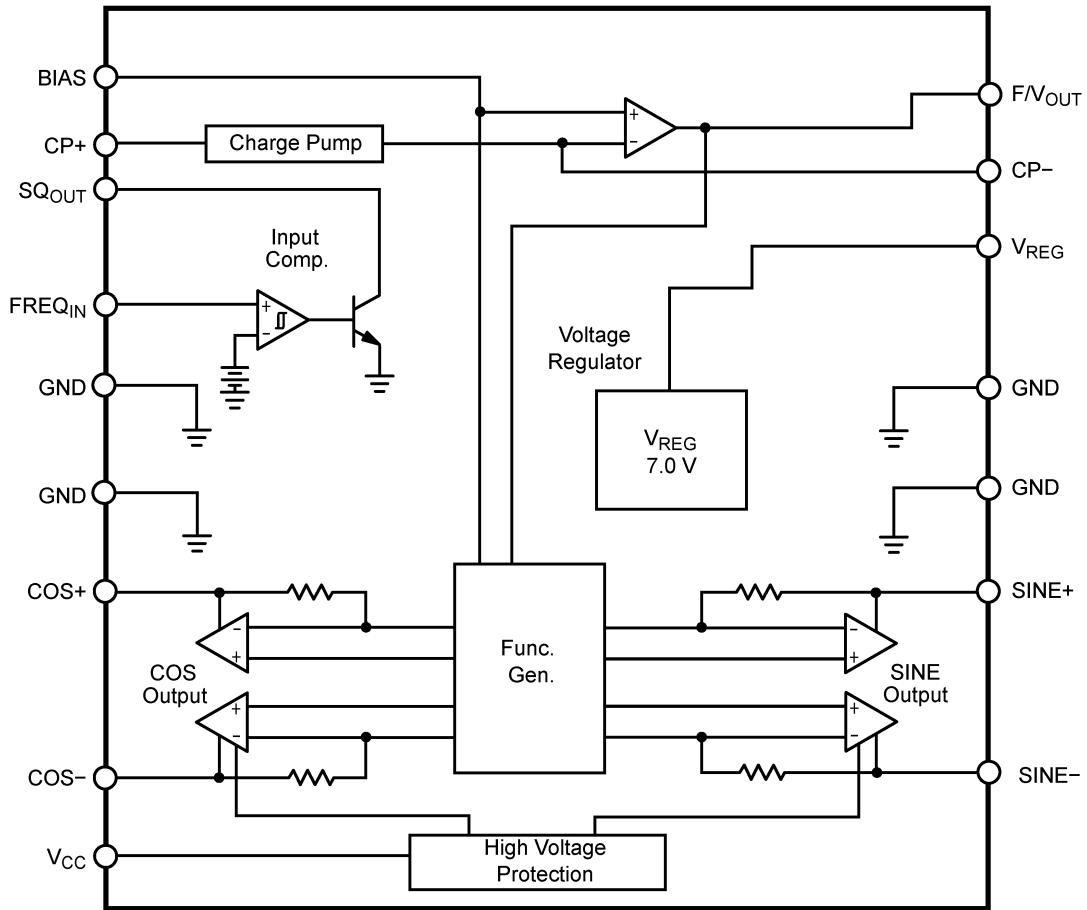 BIAS
F/VOUT
CP+
Charge Pump
+
−
CP−
SQOUT
Input
Comp.
VREG
FREQIN
+
−
Voltage
Regulator
GND
GND
VREG
7.0 V
GND
GND
COS+
SINE+
−
+
Func.
Gen.
−
+
COS
Output
SINE
Output
+
−
+
−
COS−
SINE−
VCC
High Voltage
Protection